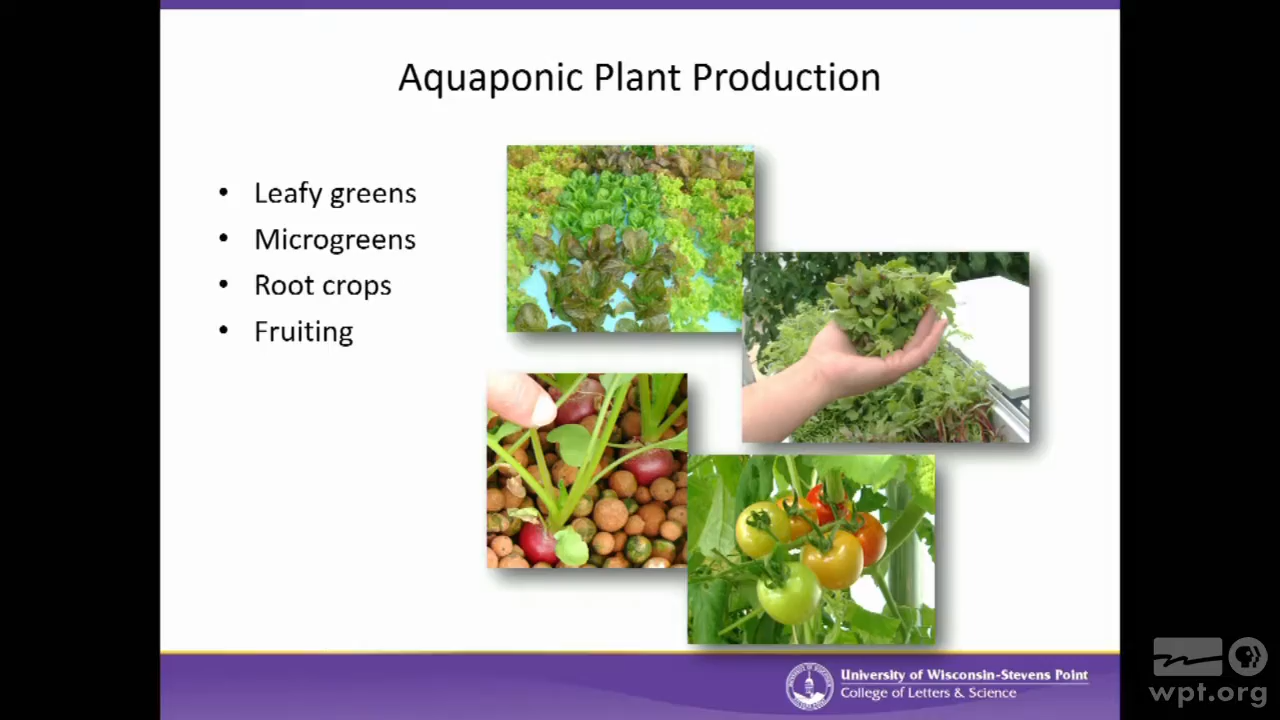 Aquaponic Plant Production
• Leafy greens
• Microgreens
• Root crops
• Fruiting
University of Wisconsin-Stevens Point
College of Letters & Science
wpt.org